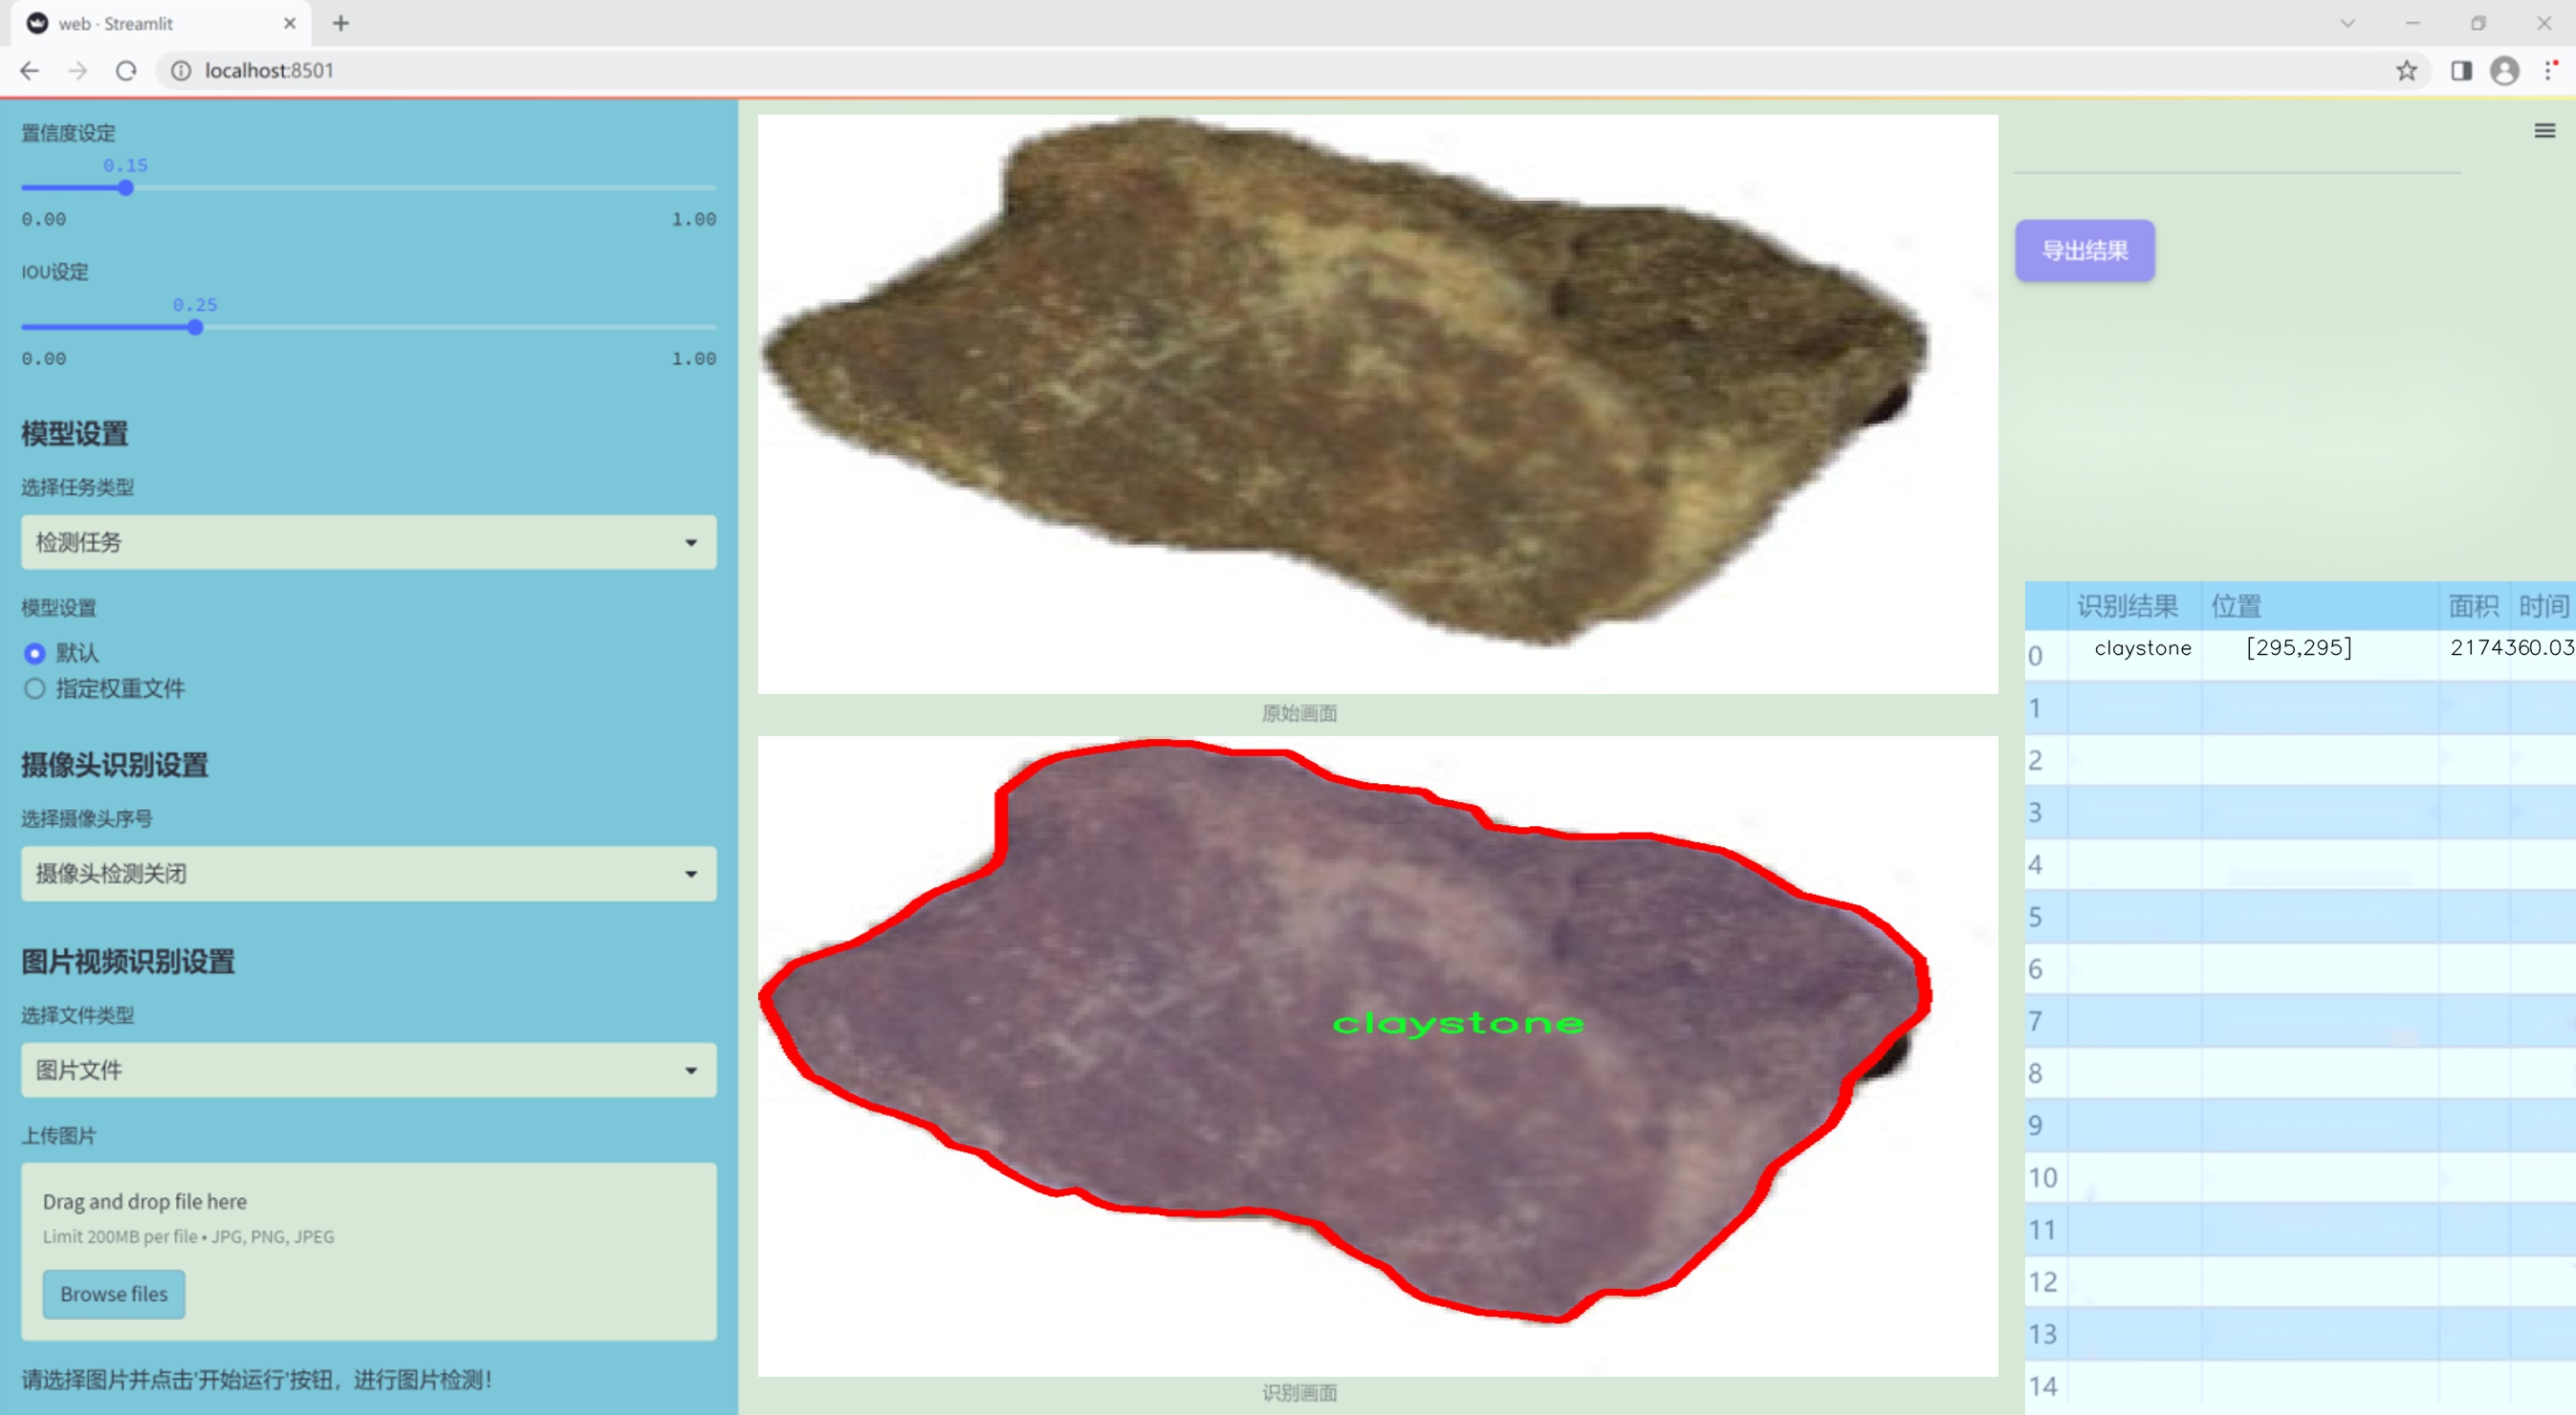 web · Streamlit
localhost:8501
置信度设定
0.15
0.00 1.00
IOU设定
0.25
0.00 1.00
模型设置
选择任务类型
检测任务
模型设置
默认
指定权重文件
摄像头识别设置
选择摄像头序号
摄像头检测关闭
图片视频识别设置
选择文件类型
图片文件
上传图片
Drag and drop file here
Limit 200MB per file • JPG, PNG, JPEG
Browse files
请选择图片并点击'开始运行'按钮，进行图片检测！
原始画面
claystone
识别画面
导出结果
识别结果 位置 面积 时间
0 claystone [295,295] 2174360.03
1
2
3
4
5
6
7
8
9
10
11
12
13
14